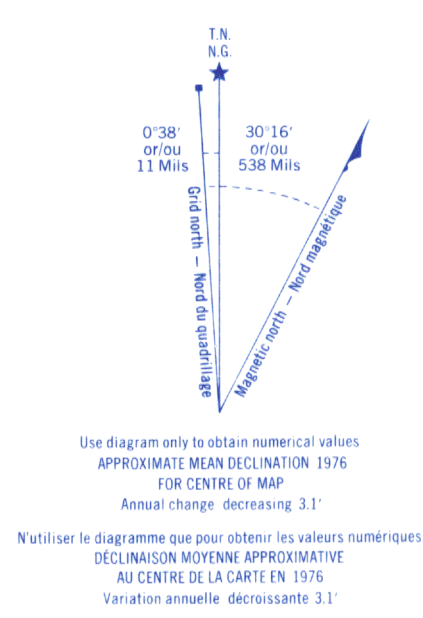 T.N.
N.G.
0°38′
or/ou
11 Mils
30°16′
or/ou
538 Mils
Grid north – Nord du quadrillage
Magnetic north – Nord magnétique
Use diagram only to obtain numerical values
APPROXIMATE MEAN DECLINATION 1976
FOR CENTRE OF MAP
Annual change decreasing 3.1′
N'utiliser le diagramme que pour obtenir les valeurs numériques
DÉCLINAISON MOYENNE APPROXIMATIVE
AU CENTRE DE LA CARTE EN 1976
Variation annuelle décroissante 3.1′